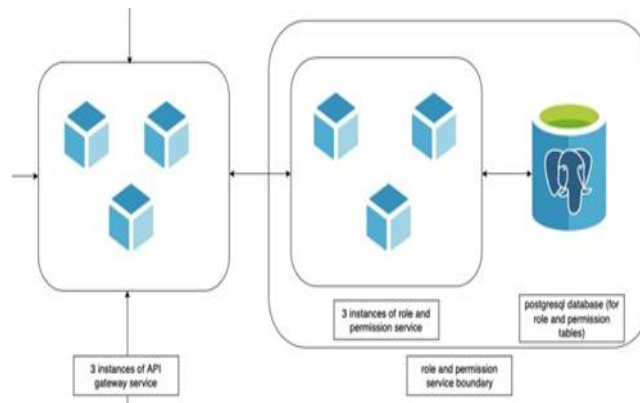 3 instances of role and
permission service
postgresql database (for
role and permission
tables)
3 instances of API
gateway service
role and permission
service boundary